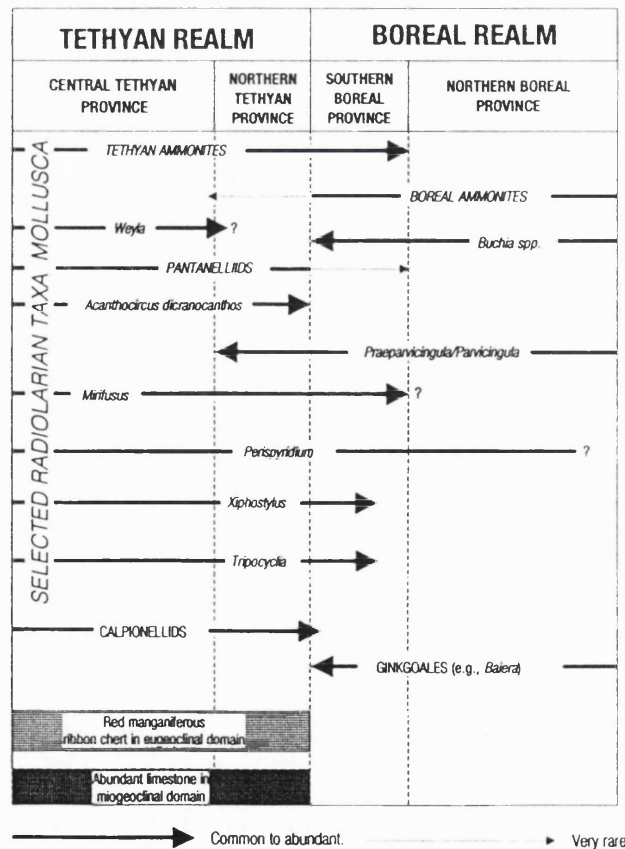 TETHYAN REALM
BOREAL REALM
CENTRAL TETHYAN
PROVINCE
NORTHERN
TETHYAN
PROVINCE
SOUTHERN
BOREAL
PROVINCE
NORTHERN BOREAL
PROVINCE
SELECTED RADIOLARIAN TAXA MOLLUSCA
TETHYAN AMMONITES
BOREAL AMMONITES
Weyla ?
Buchia spp.
PANTANELLIIDS
Acanthocircus dicranocanthos
Praeparvicingula/Parvicingula
Mirifusus ?
Perispyridium ?
Xiphostylus
Tripocyclia
CALPIONELLIDS
GINKGOALES (e.g., Baiera)
Red manganiferous
ribbon chert in eugeoclinal domain
Abundant limestone in
miogeoclinal domain
Common to abundant. Very rare